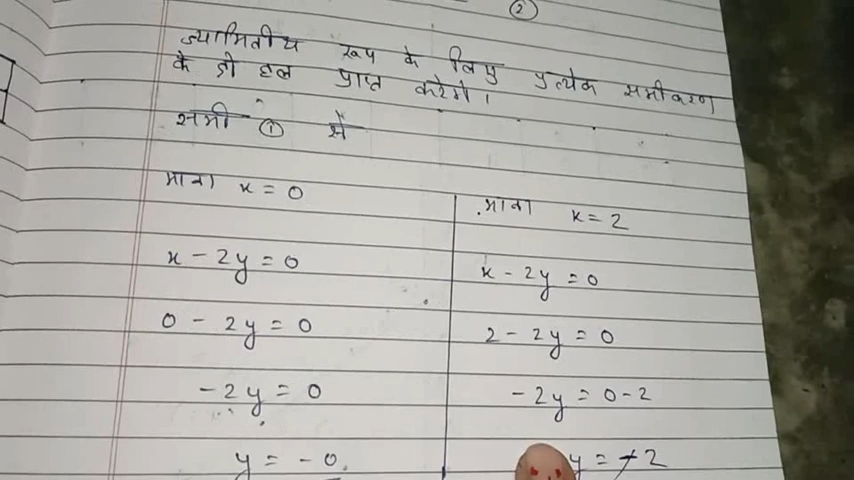 ②
ज्यामितीय रूप के लिए प्रत्येक समीकरण
के दो हल प्राप्त करेगे।
समी ① से
माना x = 0
x - 2y = 0
0 - 2y = 0
-2y = 0
y = -0
माना x = 2
x - 2y = 0
2 - 2y = 0
-2y = 0-2
y = -2